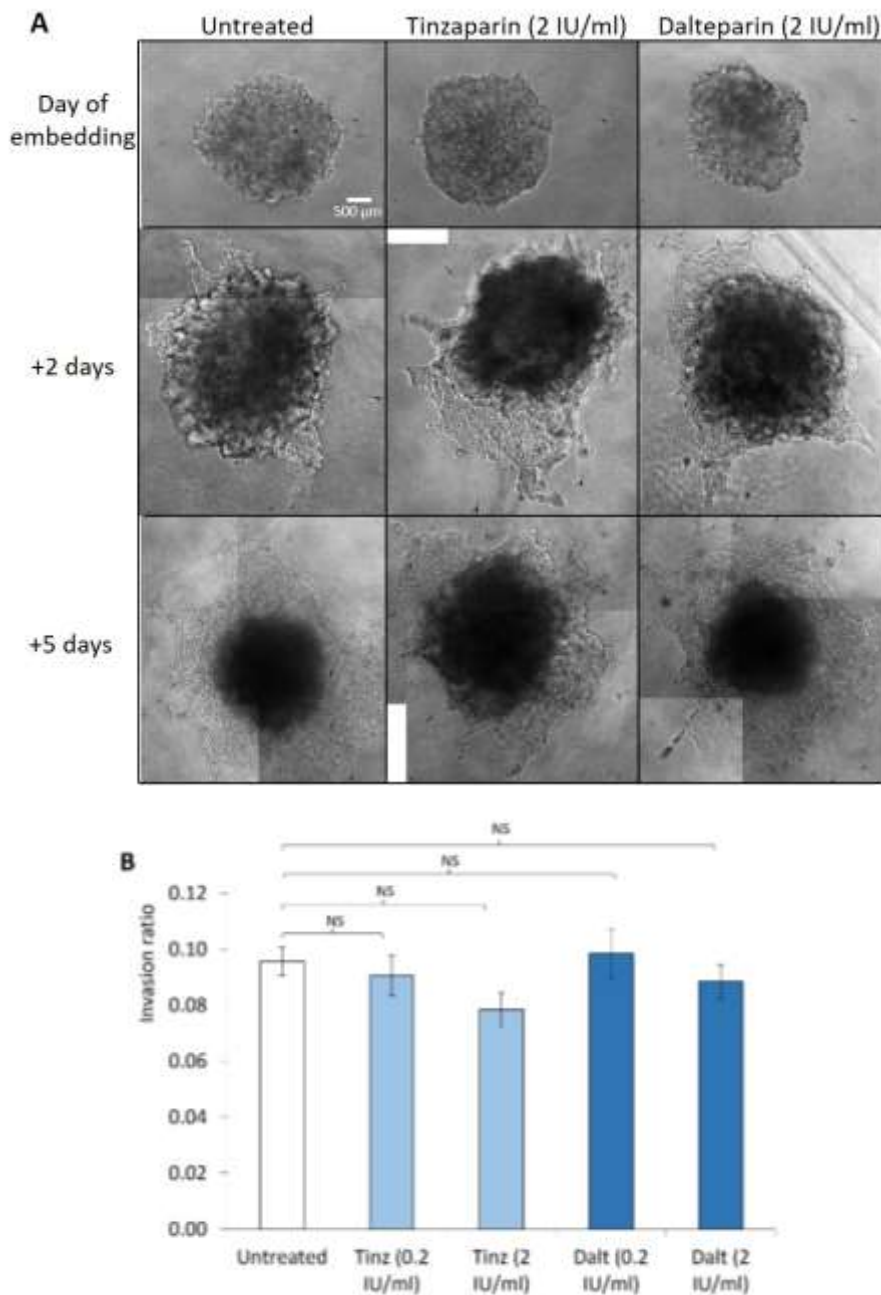 A
Untreated
Tinzaparin (2 IU/ml)
Dalteparin (2 IU/ml)
Day of
embedding
500 µm
+2 days
+5 days
B
NS
NS
NS
NS
Invasion ratio
0.12
0.10
0.08
0.06
0.04
0.02
0.00
Untreated
Tinz (0.2
IU/ml)
Tinz (2
IU/ml)
Dalt (0.2
IU/ml)
Dalt (2
IU/ml)